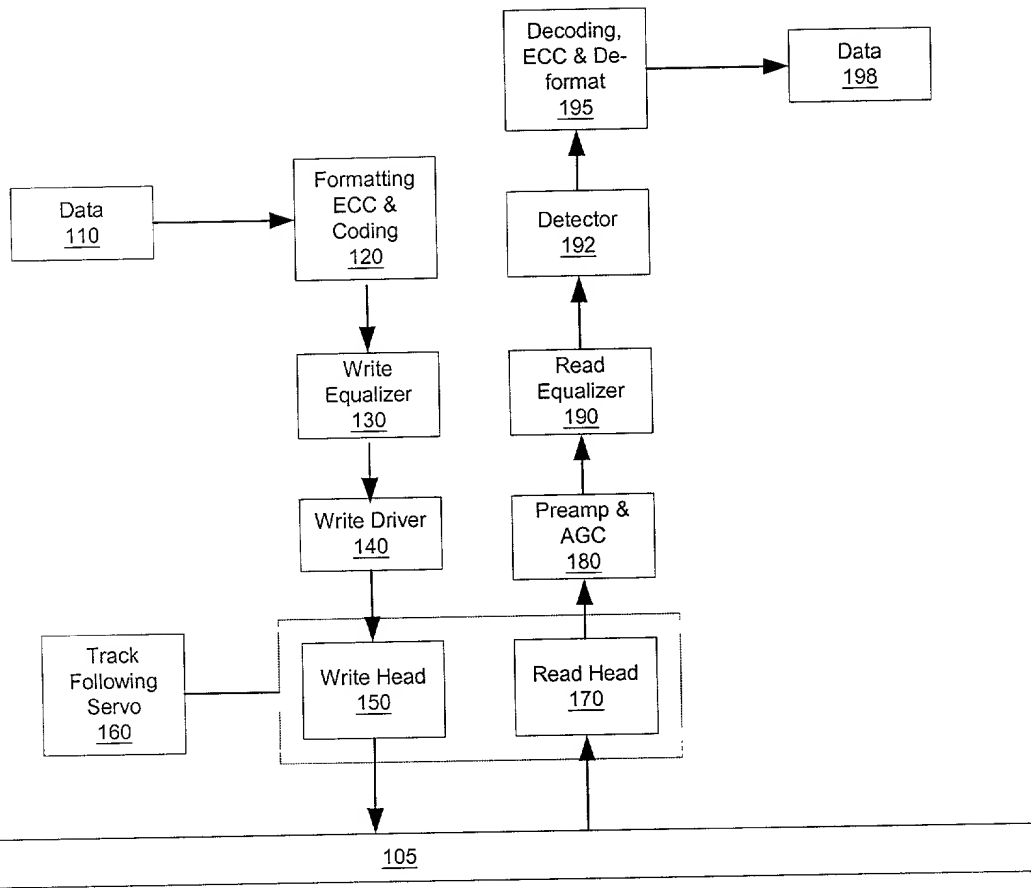 Decoding,
ECC & De-
format
195
Data
198
Data
110
Formatting
ECC &
Coding
120
Detector
192
Write
Equalizer
130
Read
Equalizer
190
Write Driver
140
Preamp &
AGC
180
Track
Following
Servo
160
Write Head
150
Read Head
170
105